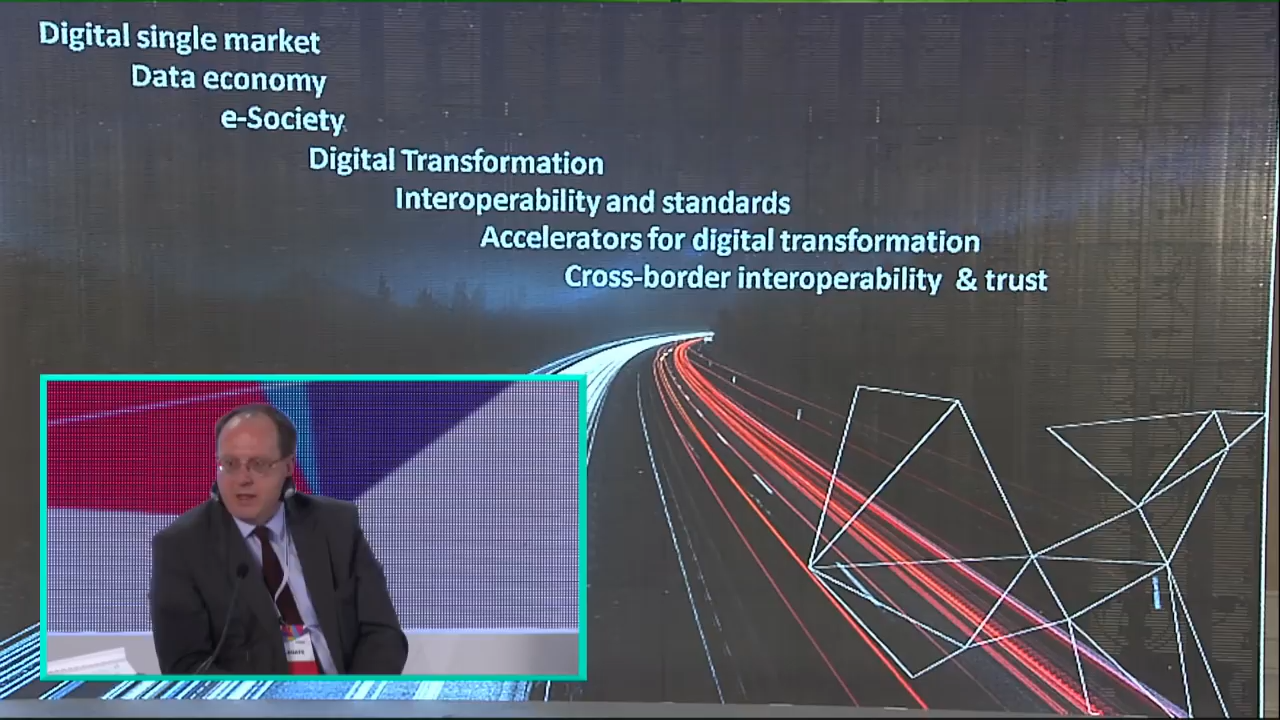 Digital single market
Data economy
e-Society
Digital Transformation
Interoperability and standards
Accelerators for digital transformation
Cross-border interoperability & trust